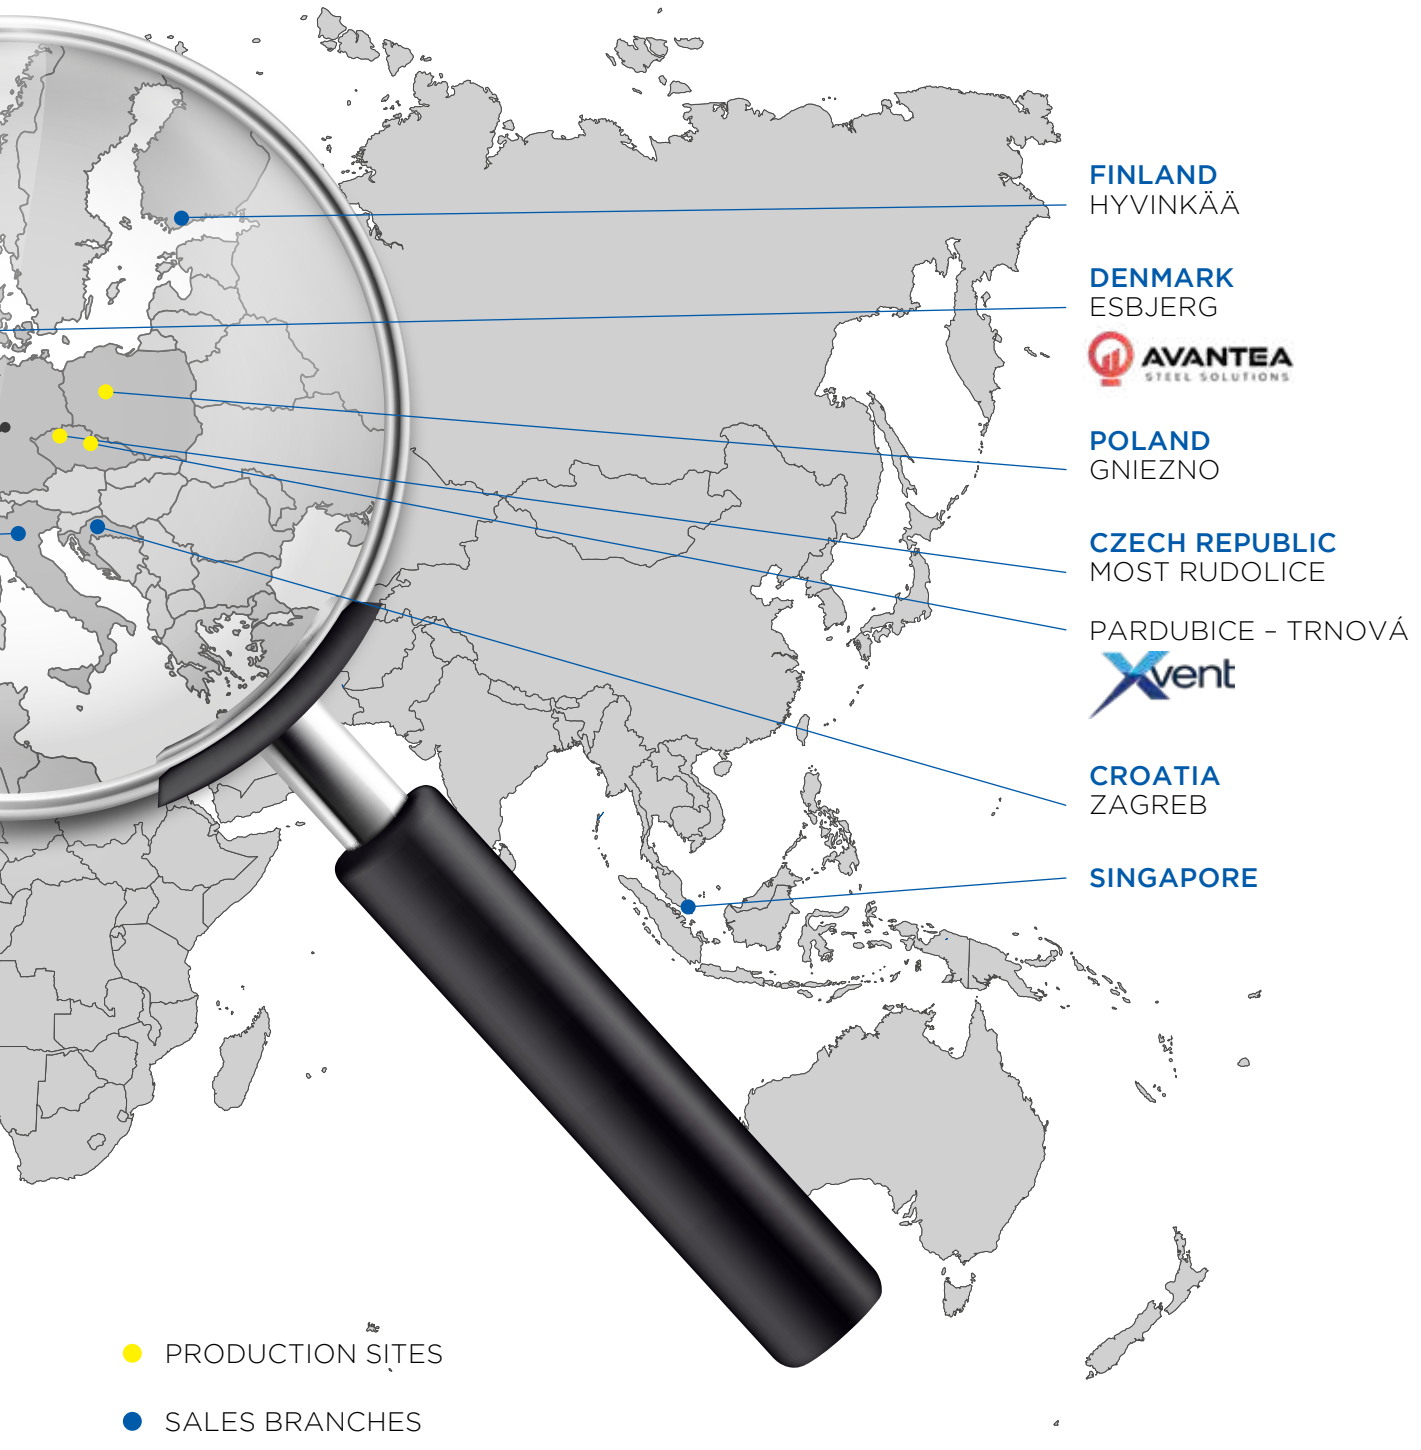 FINLAND
HYVINKÄÄ
DENMARK
ESBJERG
AVANTEA
STEEL SOLUTIONS
POLAND
GNIEZNO
CZECH REPUBLIC
MOST RUDOLICE
PARDUBICE – TRNOVÁ
Xvent
CROATIA
ZAGREB
SINGAPORE
PRODUCTION SITES
SALES BRANCHES